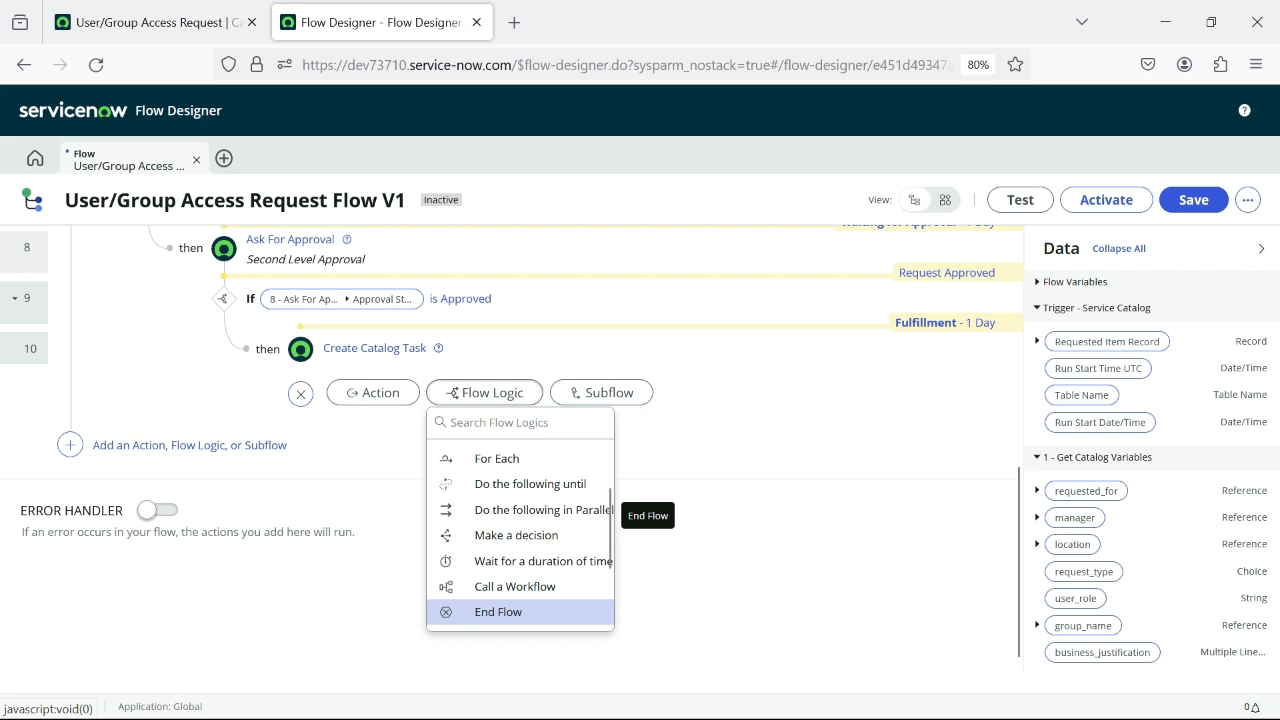 User/Group Access Request | Ca
Flow Designer - Flow Designer
https://dev73710.service-now.com/$flow-designer.do?sysparm_nostack=true#/flow-designer/e451d49347a
80%
servicenow Flow Designer
Flow
User/Group Access ...
User/Group Access Request Flow V1
Inactive
View:
Test
Activate
Save
8
then
Ask For Approval
Second Level Approval
Waiting for Approval - 1 Day
Request Approved
9
If
8 - Ask For Ap... ▸ Approval St...
is Approved
Fulfillment - 1 Day
10
then
Create Catalog Task
Action
Flow Logic
Subflow
Search Flow Logics
For Each
Do the following until
Do the following in Parallel
Make a decision
Wait for a duration of time
Call a Workflow
End Flow
End Flow
Add an Action, Flow Logic, or Subflow
ERROR HANDLER
If an error occurs in your flow, the actions you add here will run.
Data
Collapse All
Flow Variables
Trigger - Service Catalog
Requested Item Record
Record
Run Start Time UTC
Date/Time
Table Name
Table Name
Run Start Date/Time
Date/Time
1 - Get Catalog Variables
requested_for
Reference
manager
Reference
location
Reference
request_type
Choice
user_role
String
group_name
Reference
business_justification
Multiple Line...
javascript:void(0)
Application: Global
0